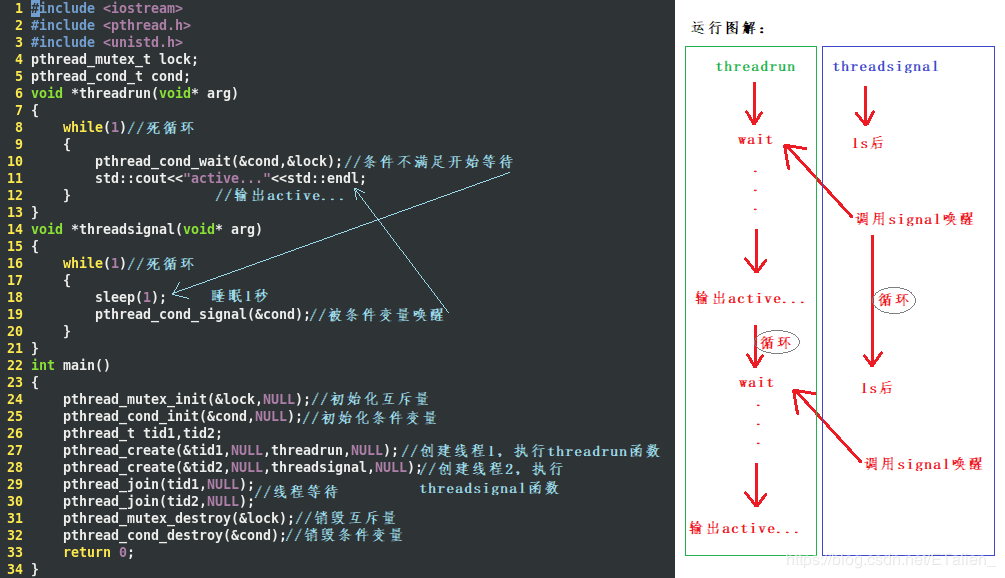 1 #include <iostream>
2 #include <pthread.h>
3 #include <unistd.h>
4 pthread_mutex_t lock;
5 pthread_cond_t cond;
6 void *threadrun(void* arg)
7 {
8 while(1)//死循环
9 {
10 pthread_cond_wait(&cond,&lock);//条件不满足开始等待
11 std::cout<<"active..."<<std::endl;
12 } //输出active...
13 }
14 void *threadsignal(void* arg)
15 {
16 while(1)//死循环
17 {
18 sleep(1); 睡眠1秒
19 pthread_cond_signal(&cond);//被条件变量唤醒
20 }
21 }
22 int main()
23 {
24 pthread_mutex_init(&lock,NULL);//初始化互斥量
25 pthread_cond_init(&cond,NULL);//初始化条件变量
26 pthread_t tid1,tid2;
27 pthread_create(&tid1,NULL,threadrun,NULL);//创建线程1，执行threadrun函数
28 pthread_create(&tid2,NULL,threadsignal,NULL);//创建线程2，执行
29 pthread_join(tid1,NULL);//线程等待 threadsignal函数
30 pthread_join(tid2,NULL);
31 pthread_mutex_destroy(&lock);//销毁互斥量
32 pthread_cond_destroy(&cond);//销毁条件变量
33 return 0;
34 }
运行图解：
threadrun
wait
.
.
.
输出active...
循环
wait
.
.
.
输出active...
threadsignal
1s后
调用signal唤醒
循环
1s后
调用signal唤醒
https://blog.csdn.net/ETalien_